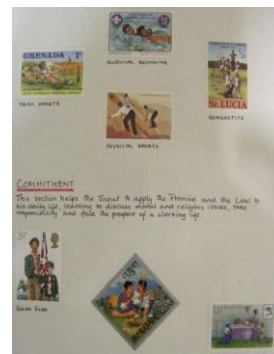 GRENADA
SURVIVAL SWIMMING
TEAM SPORTS
ST. LUCIA
GYMNASTICS
PHYSICAL SPORTS
COMMITMENT
This section helps the Scout to apply the Promise and the Law to
his daily life, learning to discuss moral and religious issues, take
responsibility and face the prospect of a working life.
BARBADOS